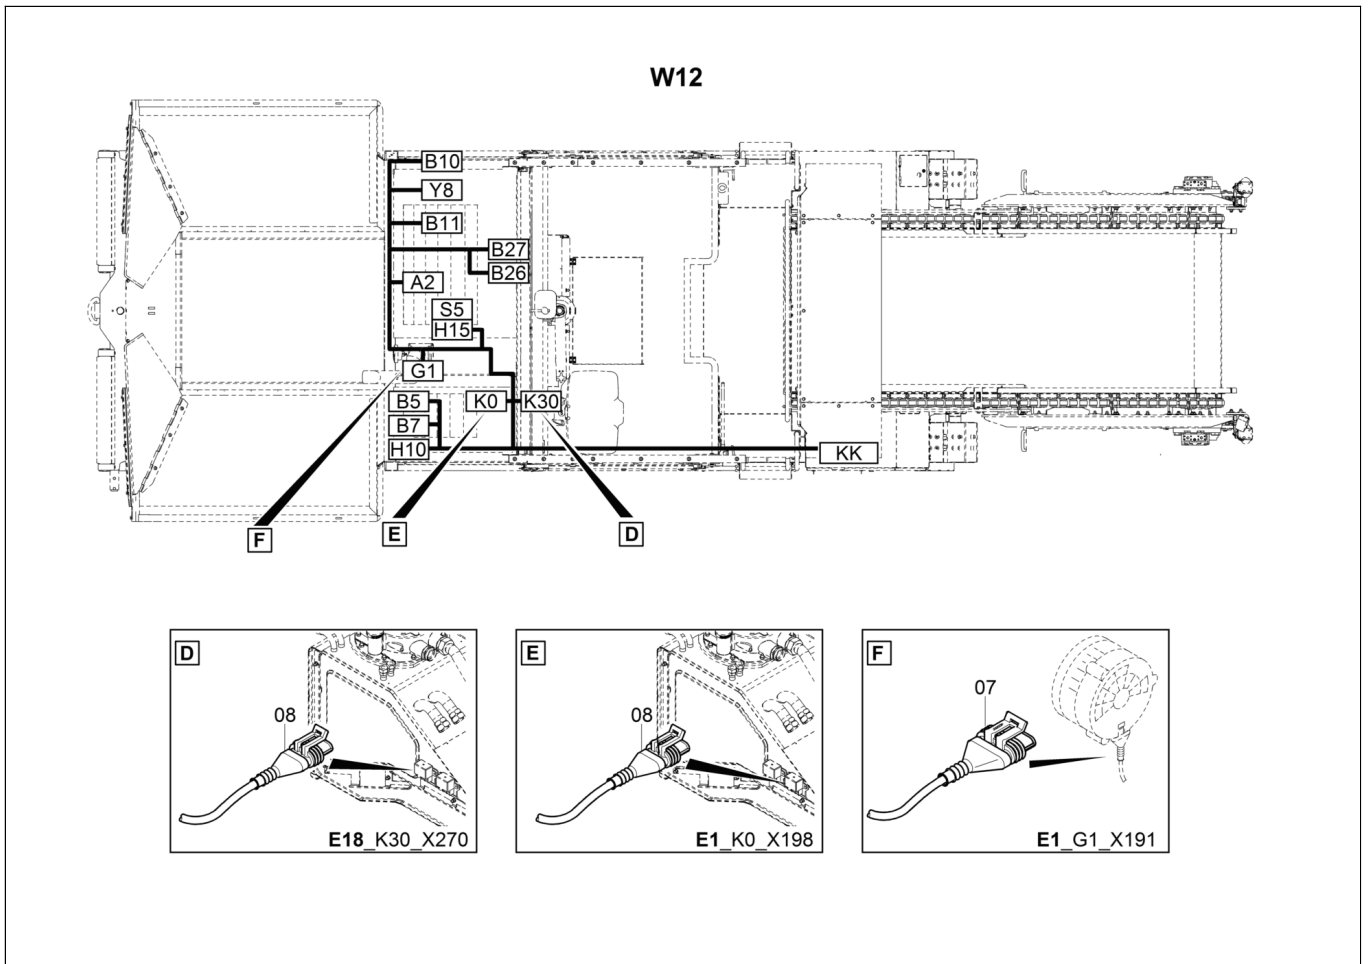 W12
B10
Y8
B11
B27
B26
A2
S5
H15
G1
B5
K0
K30
B7
H10
KK
F
E
D
D
08
E18_K30_X270
E
08
E1_K0_X198
F
07
E1_G1_X191